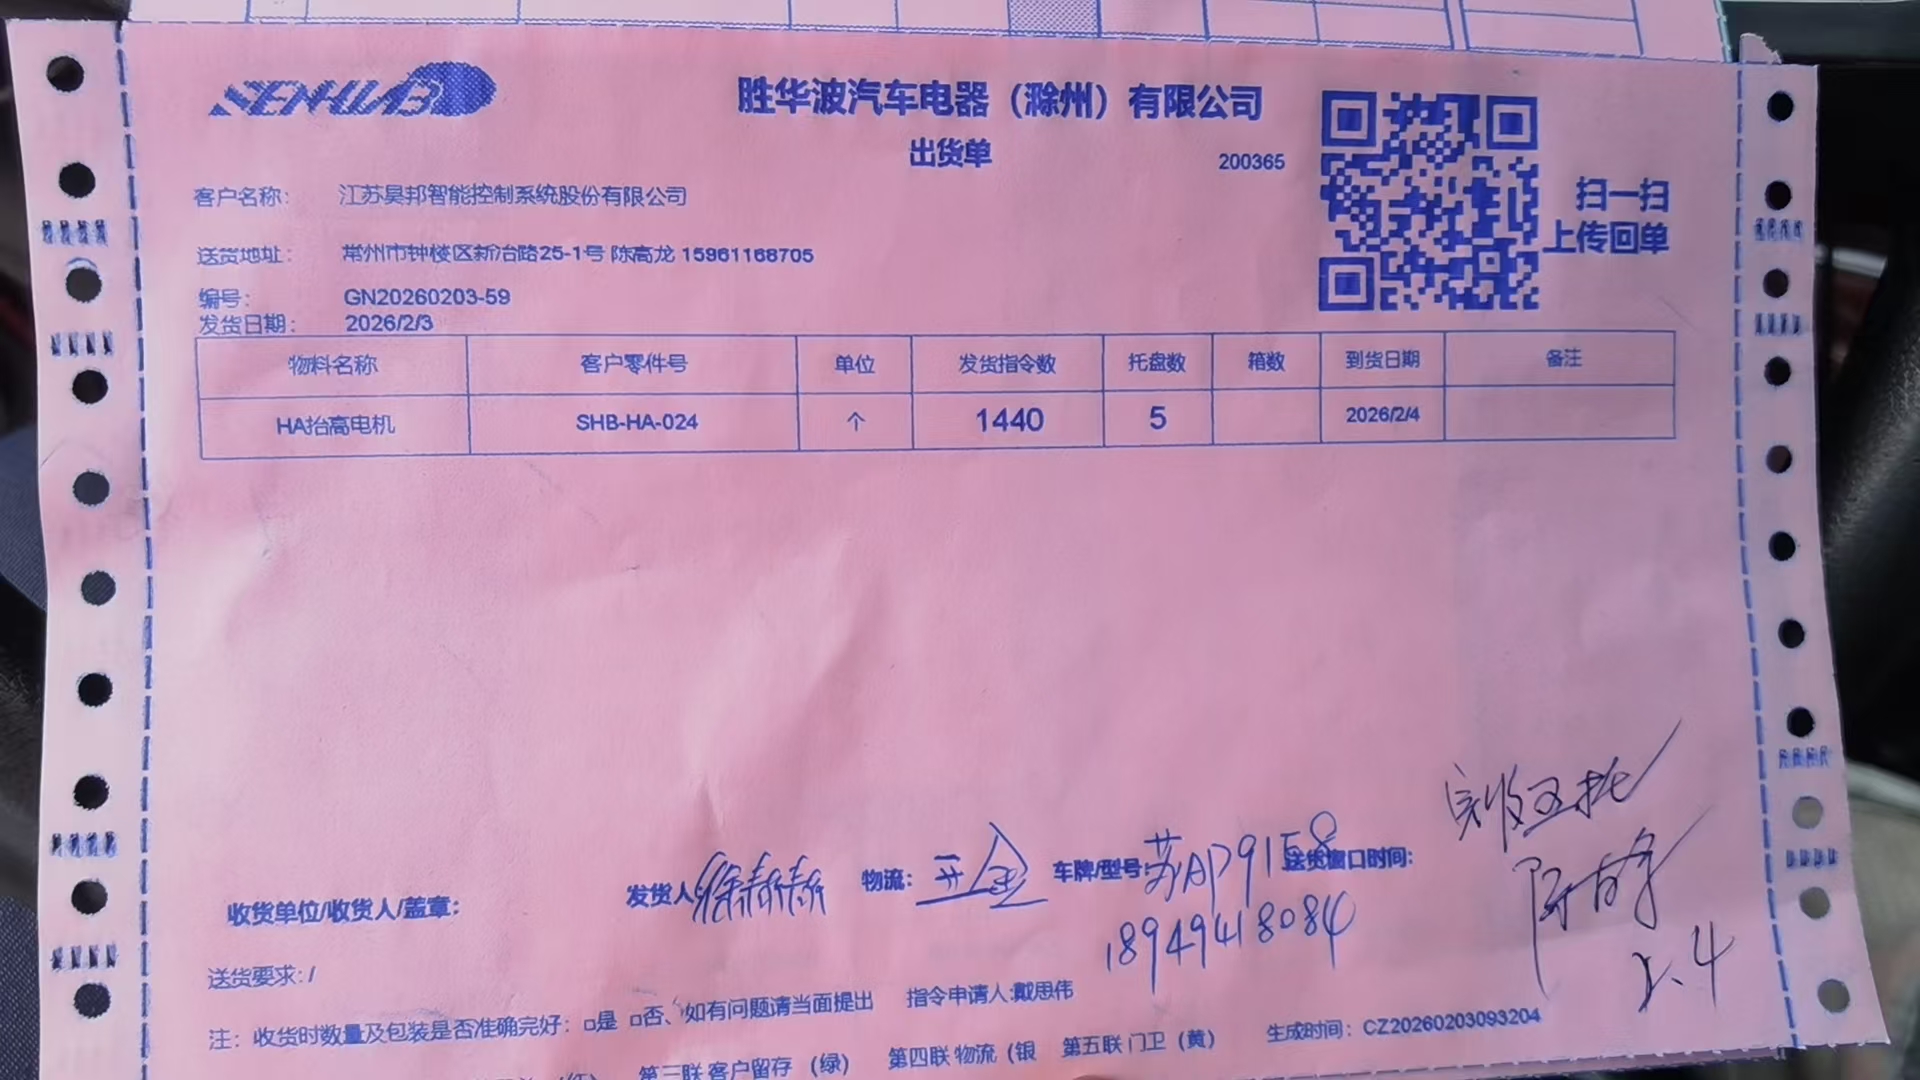 SENHWB
胜华波汽车电器（滁州）有限公司
出货单
200365
扫一扫
上传回单
客户名称: 江苏昊邦智能控制系统股份有限公司
送货地址: 常州市钟楼区新冶路25-1号 陈高龙 15961168705
编号: GN20260203-59
发货日期: 2026/2/3
物料名称 客户零件号 单位 发货指令数 托盘数 箱数 到货日期 备注
HA抬高电机 SHB-HA-024 个 1440 5 2026/2/4
实收五托
2.4
收货单位/收货人/盖章: 发货人 物流: 车牌/型号: 苏AP9158 送货窗口时间:
18949418084
送货要求: /
注: 收货时数量及包装是否准确完好: □是 □否、如有问题请当面提出 指令申请人:戴思伟
第三联 客户留存 (绿) 第四联 物流 (银 第五联 门卫 (黄) 生成时间: CZ20260203093204